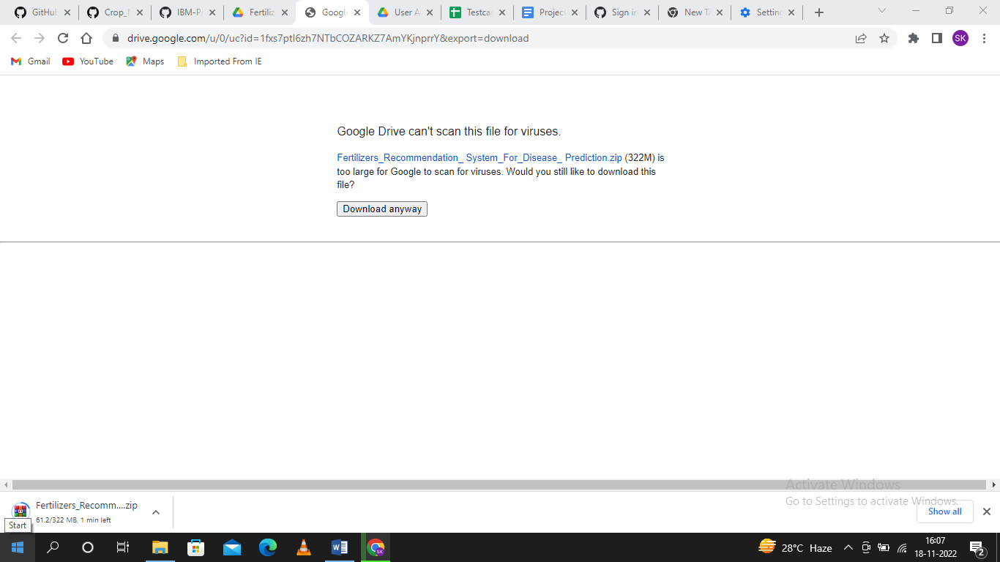 GitHub
Crop_
IBM-P
Fertiliz
Google
User A
Testca
Project
Sign in
New Ta
Setting
drive.google.com/u/0/uc?id=1fxs7ptl6zh7NTbCOZARKZ7AmYKjnprrY&export=download
SK
Gmail
YouTube
Maps
Imported From IE
Google Drive can't scan this file for viruses.
Fertilizers_Recommendation_ System_For_Disease_ Prediction.zip (322M) is
too large for Google to scan for viruses. Would you still like to download this
file?
Download anyway
Activate Windows
Go to Settings to activate Windows.
Fertilizers_Recomm....zip
61.2/322 MB, 1 min left
Show all
Start
28°C Haze
16:07
18-11-2022
2